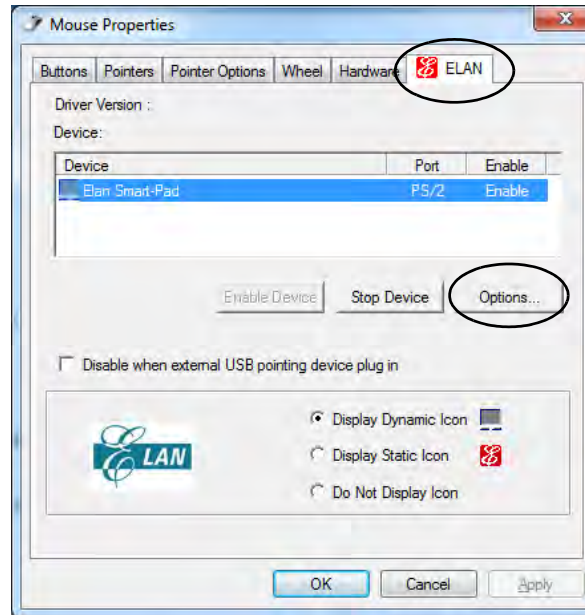 Mouse Properties
Buttons Pointers Pointer Options Wheel Hardware ELAN
Driver Version :
Device:
Device Port Enable
Elan Smart-Pad PS/2 Enable
Enable Device Stop Device Options...
Disable when external USB pointing device plug in
ELAN
Display Dynamic Icon
Display Static Icon
Do Not Display Icon
OK Cancel Apply